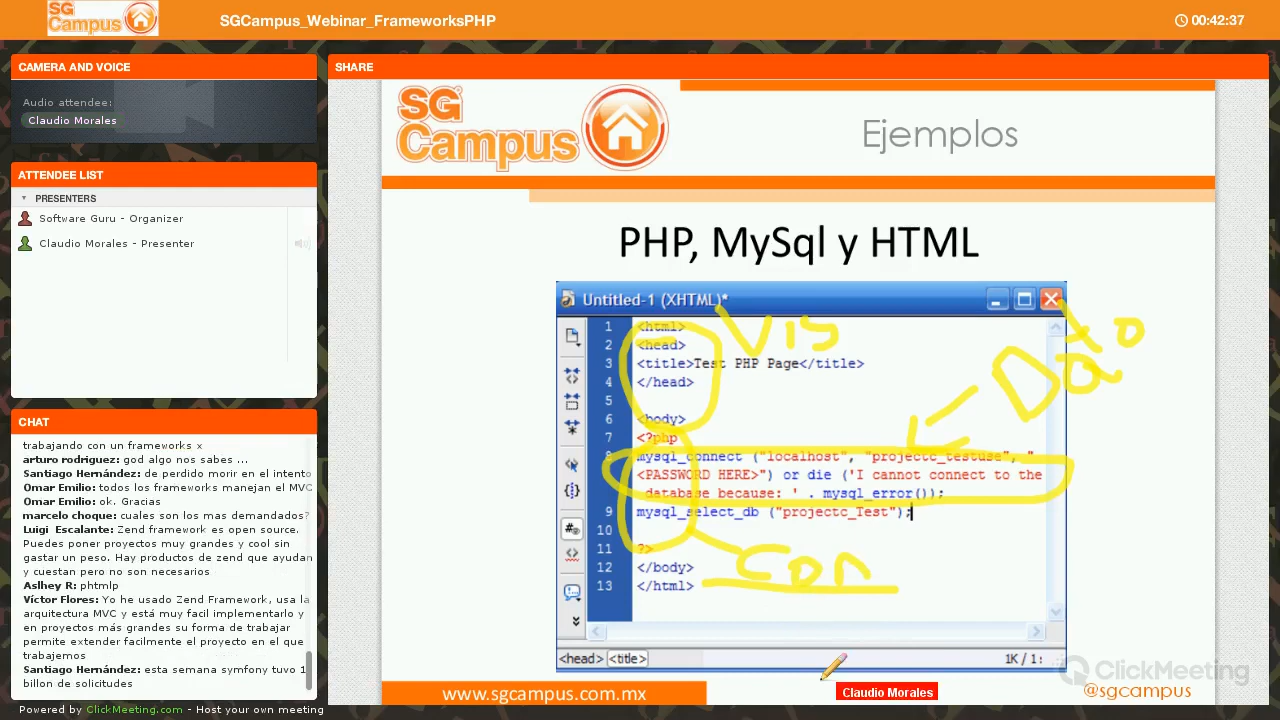 SG Campus
SGCampus_Webinar_FrameworksPHP
00:42:37
CAMERA AND VOICE
Audio attendee:
Claudio Morales
ATTENDEE LIST
PRESENTERS
Software Guru - Organizer
Claudio Morales - Presenter
CHAT
trabajando con un frameworks x
arturo rodriguez: god algo nos sabes ...
Santiago Hernández: de perdido morir en el intento
Omar Emilio: todos los frameworks manejan el MVC
Omar Emilio: ok. Gracias
marcelo choque: cuales son los mas demandados?
Luigi Escalante: Zend framework es open source.
Puedes poner proyectos muy grandes y cool sin
gastar un peso. Hay productos de zend que ayudan
y cuestan pero no son necesarios
Aslhey R: phtmlp
Víctor Flores: Yo he usado Zend Framework, usa la
arquitectura MVC y está muy facil implementarlo y
en proyectos más grandes su forma de trabajar
permite extender facilmente el proyecto en el que
trabajemos
Santiago Hernández: esta semana symfony tuvo 1
billon de solicitudes
Powered by ClickMeeting.com - Host your own meeting
SHARE
SG
Campus
Ejemplos
PHP, MySql y HTML
Untitled-1 (XHTML)*
1 <html>
2 <head>
3 <title>Test PHP Page</title>
4 </head>
5
6 <body>
7 <?php
8 mysql_connect ("localhost", "projectc_testuse", "
<PASSWORD HERE>") or die ('I cannot connect to the
database because: ' . mysql_error());
9 mysql_select_db ("projectc_Test");
10
11 ?>
12 </body>
13 </html>
Vis
Dato
Con
<head> <title>
1K / 1:
www.sgcampus.com.mx
Claudio Morales
ClickMeeting
@sgcampus